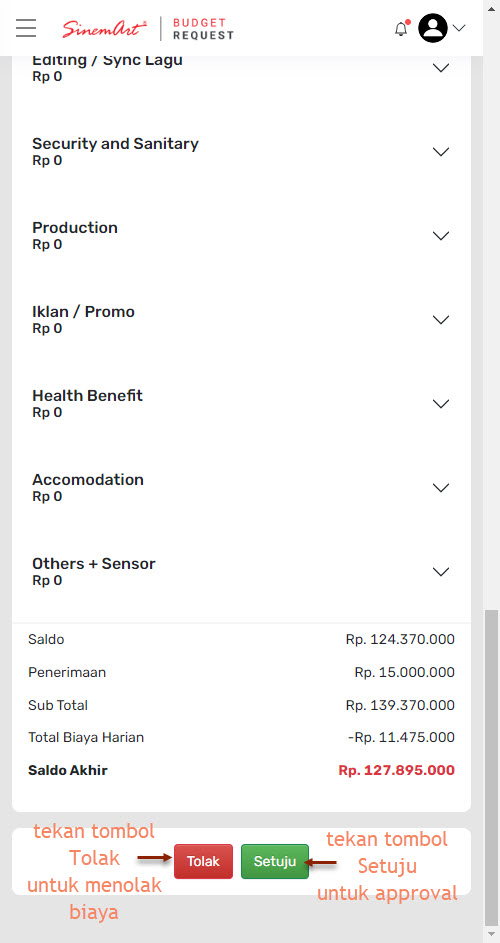 SinemArt
BUDGET
REQUEST
Editing / Sync Lagu
Rp 0
Security and Sanitary
Rp 0
Production
Rp 0
Iklan / Promo
Rp 0
Health Benefit
Rp 0
Accomodation
Rp 0
Others + Sensor
Rp 0
Saldo Rp. 124.370.000
Penerimaan Rp. 15.000.000
Sub Total Rp. 139.370.000
Total Biaya Harian -Rp. 11.475.000
Saldo Akhir Rp. 127.895.000
tekan tombol
Tolak
untuk menolak
biaya
Tolak
Setuju
tekan tombol
Setuju
untuk approval